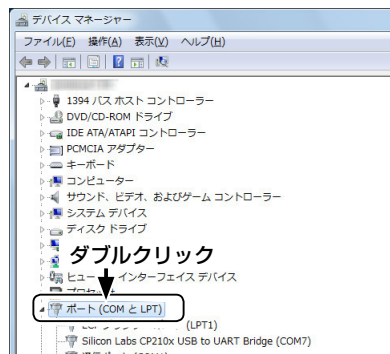 デバイス マネージャー
ファイル(F) 操作(A) 表示(V) ヘルプ(H)
1394 バス ホスト コントローラー
DVD/CD-ROM ドライブ
IDE ATA/ATAPI コントローラー
PCMCIA アダプター
キーボード
コンピューター
サウンド、ビデオ、およびゲーム コントローラー
システム デバイス
ディスク ドライブ
ダブルクリック
ヒュー インターフェイス デバイス
ポート (COM と LPT)
(LPT1)
Silicon Labs CP210x USB to UART Bridge (COM7)